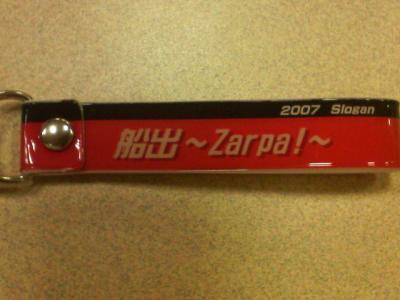 2007 Slogan
船出～Zarpa!～